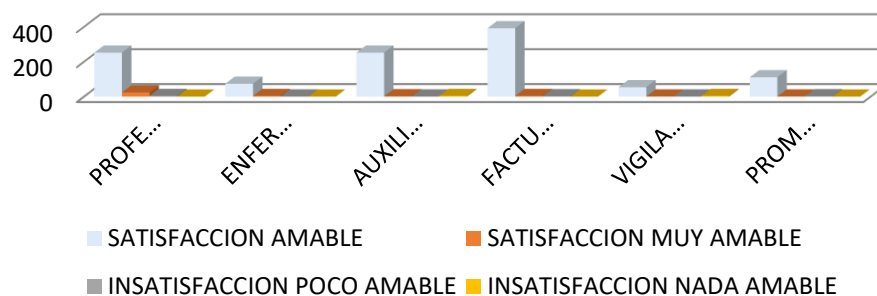 400
200
0
PROFE...
ENFER...
AUXILI...
FACTU...
VIGILA...
PROM...
SATISFACCION AMABLE
SATISFACCION MUY AMABLE
INSATISFACCION POCO AMABLE
INSATISFACCION NADA AMABLE